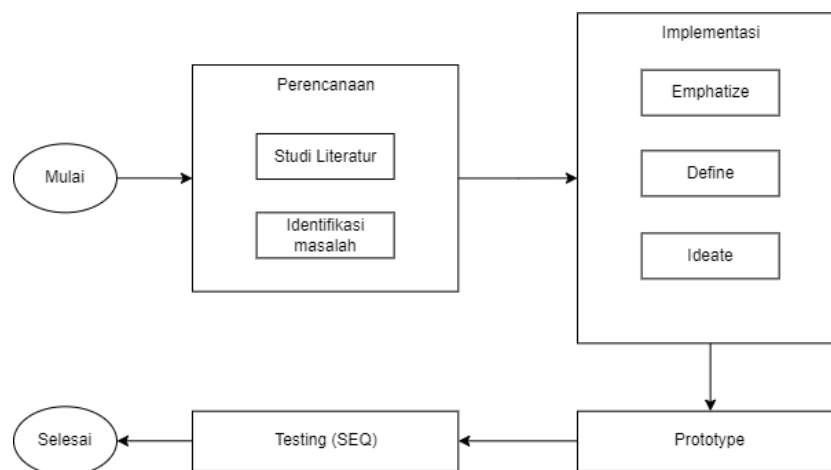 Mulai
Perencanaan
Studi Literatur
Identifikasi
masalah
Implementasi
Emphatize
Define
Ideate
Prototype
Testing (SEQ)
Selesai